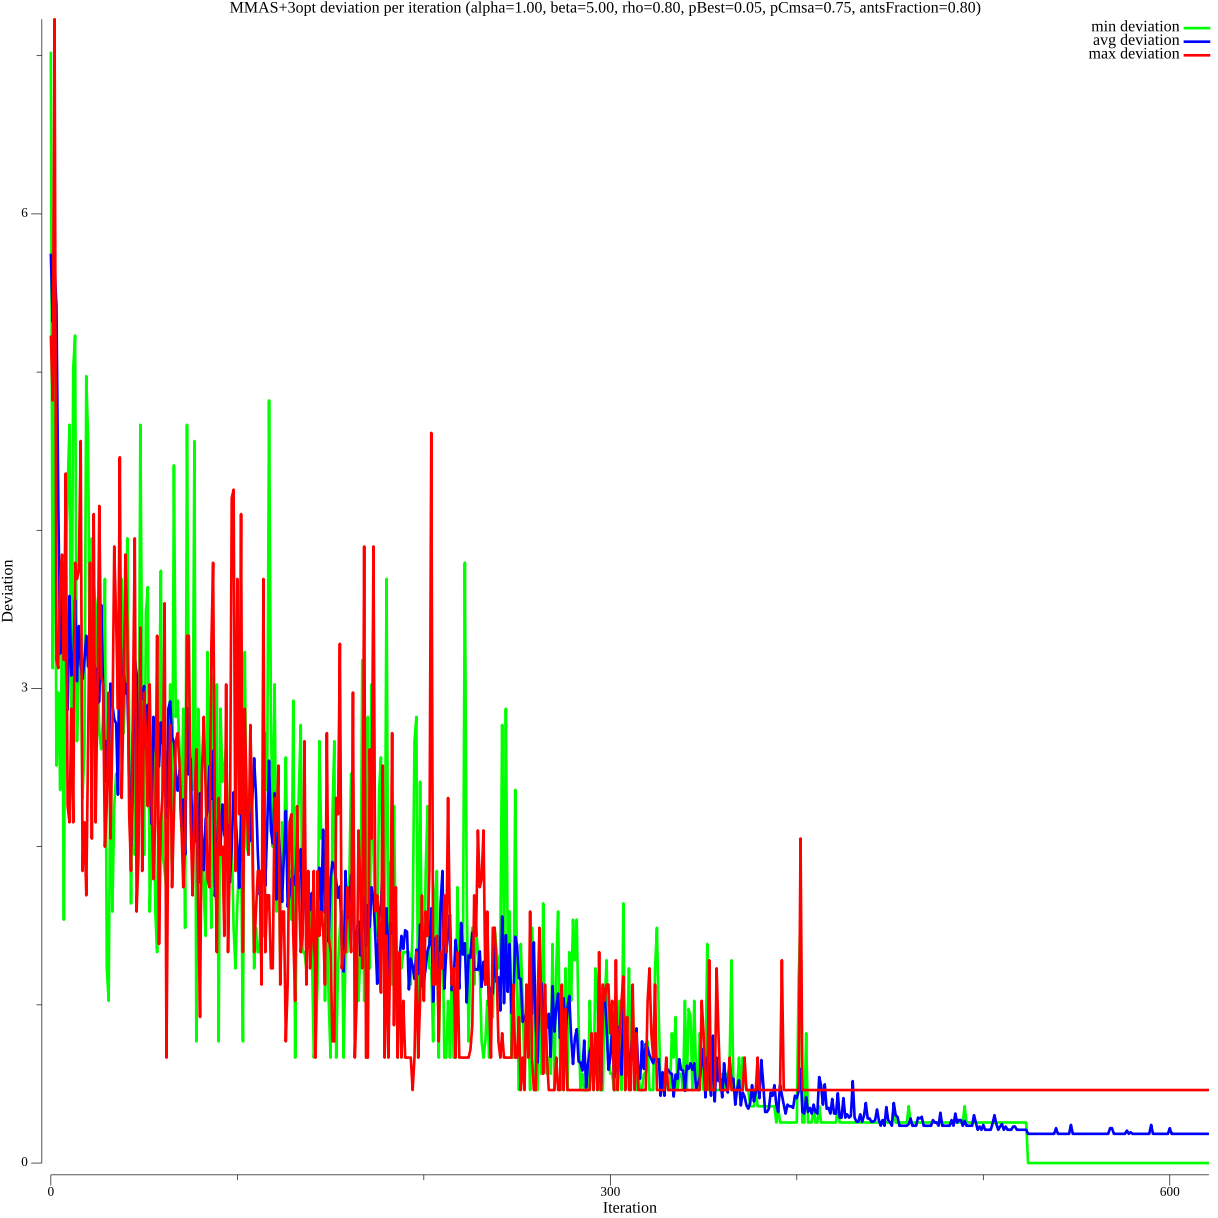 MMAS+3opt deviation per iteration (alpha=1.00, beta=5.00, rho=0.80, pBest=0.05, pCmsa=0.75, antsFraction=0.80)
min deviation
avg deviation
max deviation
6
3
0
Deviation
0
300
600
Iteration